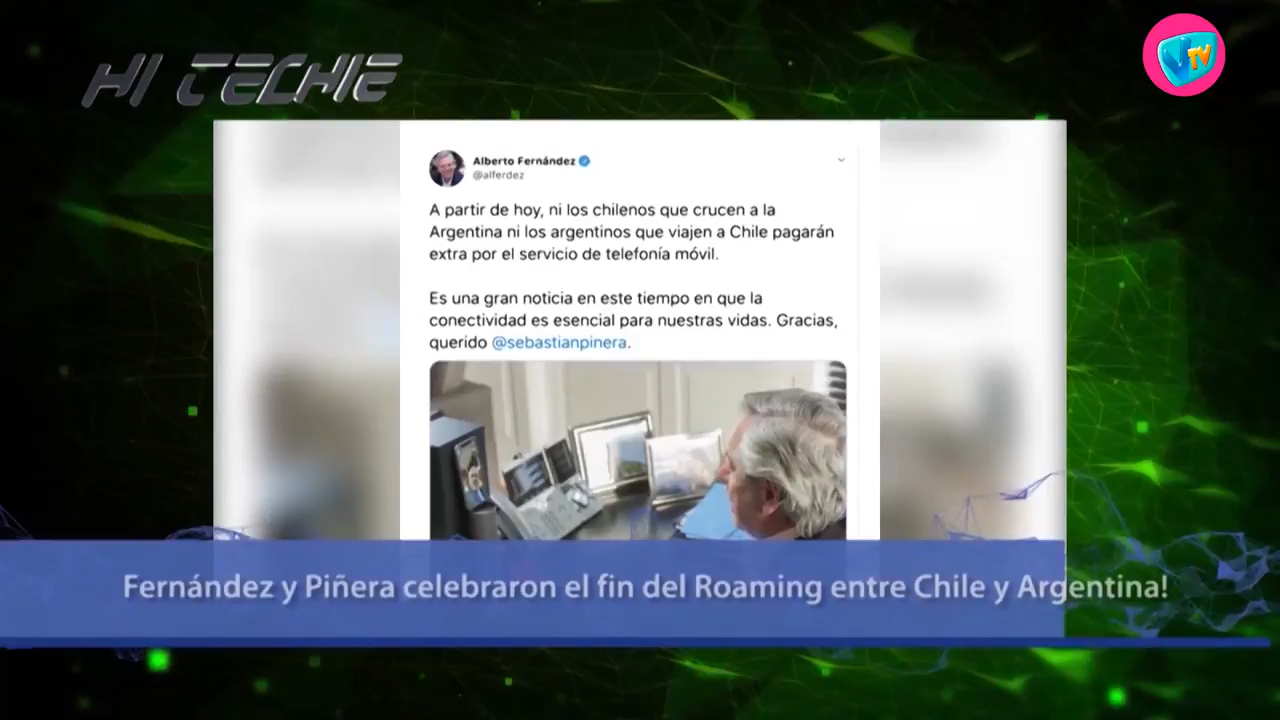 HI TECHIE
VTV
Alberto Fernández
@alferdez
A partir de hoy, ni los chilenos que crucen a la
Argentina ni los argentinos que viajen a Chile pagarán
extra por el servicio de telefonía móvil.
Es una gran noticia en este tiempo en que la
conectividad es esencial para nuestras vidas. Gracias,
querido @sebastianpinera.
Fernández y Piñera celebraron el fin del Roaming entre Chile y Argentina!